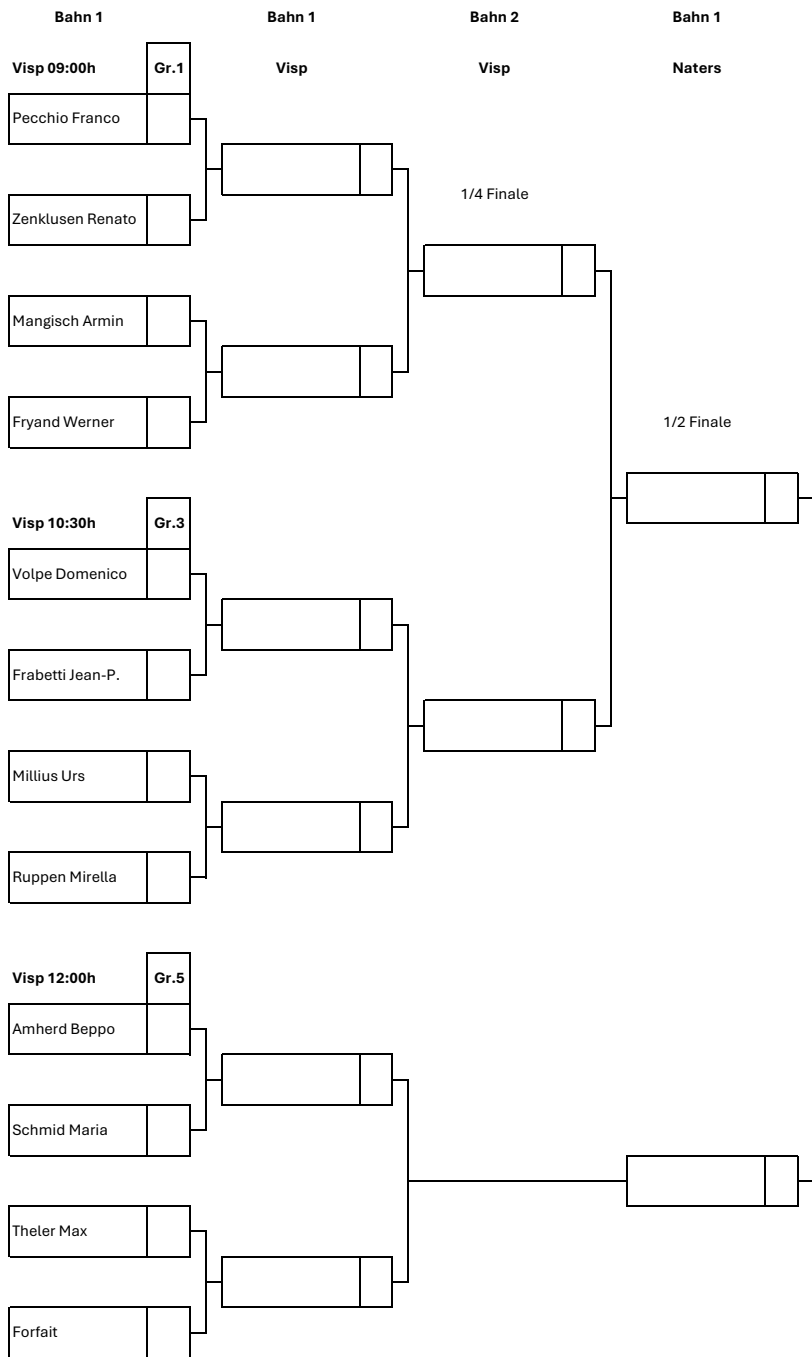 Bahn 1 Bahn 1 Bahn 2 Bahn 1
Visp 09:00h Gr.1 Visp Visp Naters
Pecchio Franco
1/4 Finale
Zenklusen Renato
Mangisch Armin
Fryand Werner 1/2 Finale
Visp 10:30h Gr.3
Volpe Domenico
Frabetti Jean-P.
Millius Urs
Ruppen Mirella
Visp 12:00h Gr.5
Amherd Beppo
Schmid Maria
Theler Max
Forfait